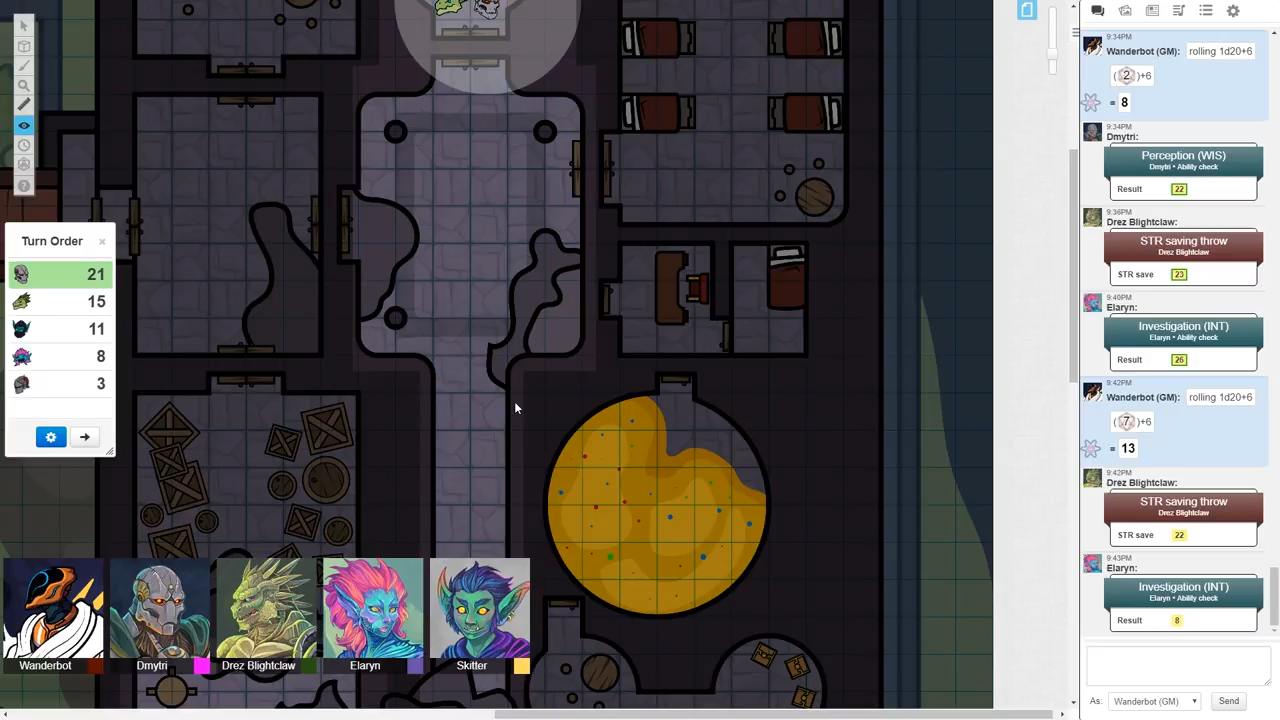 9:34PM
Wanderbot (GM): rolling 1d20+6
(2)+6
= 8
9:34PM
Dmytri:
Perception (WIS)
Dmytri • Ability check
Result 22
9:36PM
Drez Blightclaw:
STR saving throw
Drez Blightclaw
STR save 23
9:40PM
Elaryn:
Investigation (INT)
Elaryn • Ability check
Result 26
9:42PM
Wanderbot (GM): rolling 1d20+6
(7)+6
= 13
9:42PM
Drez Blightclaw:
STR saving throw
Drez Blightclaw
STR save 22
9:43PM
Elaryn:
Investigation (INT)
Elaryn • Ability check
Result 8
As: Wanderbot (GM) Send
Turn Order ×
21
15
11
8
3
Wanderbot Dmytri Drez Blightclaw Elaryn Skitter